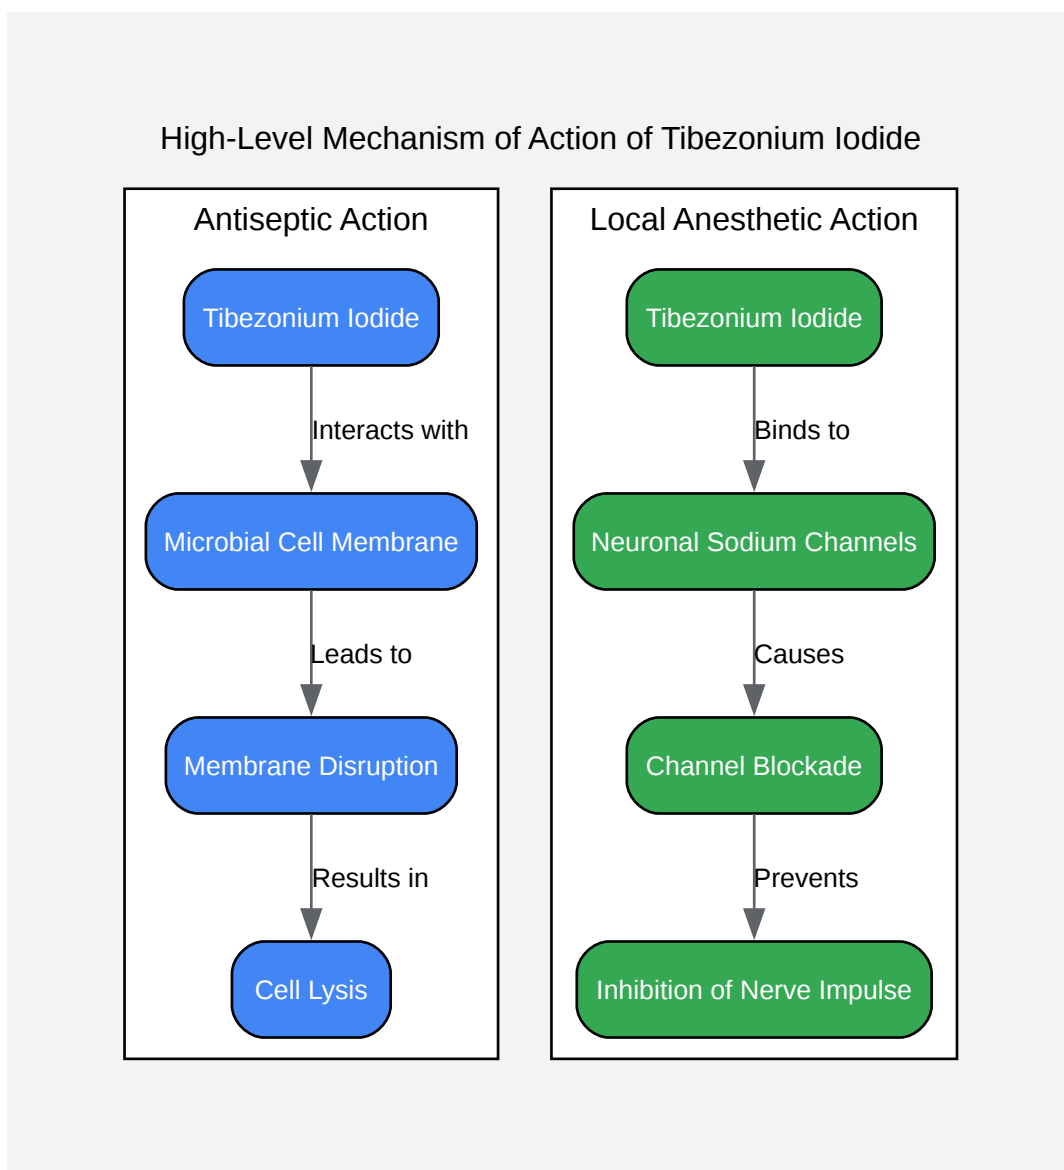 High-Level Mechanism of Action of Tibezonium Iodide
Antiseptic Action
Tibezonium Iodide
Interacts with
Microbial Cell Membrane
Leads to
Membrane Disruption
Results in
Cell Lysis
Local Anesthetic Action
Tibezonium Iodide
Binds to
Neuronal Sodium Channels
Causes
Channel Blockade
Prevents
Inhibition of Nerve Impulse